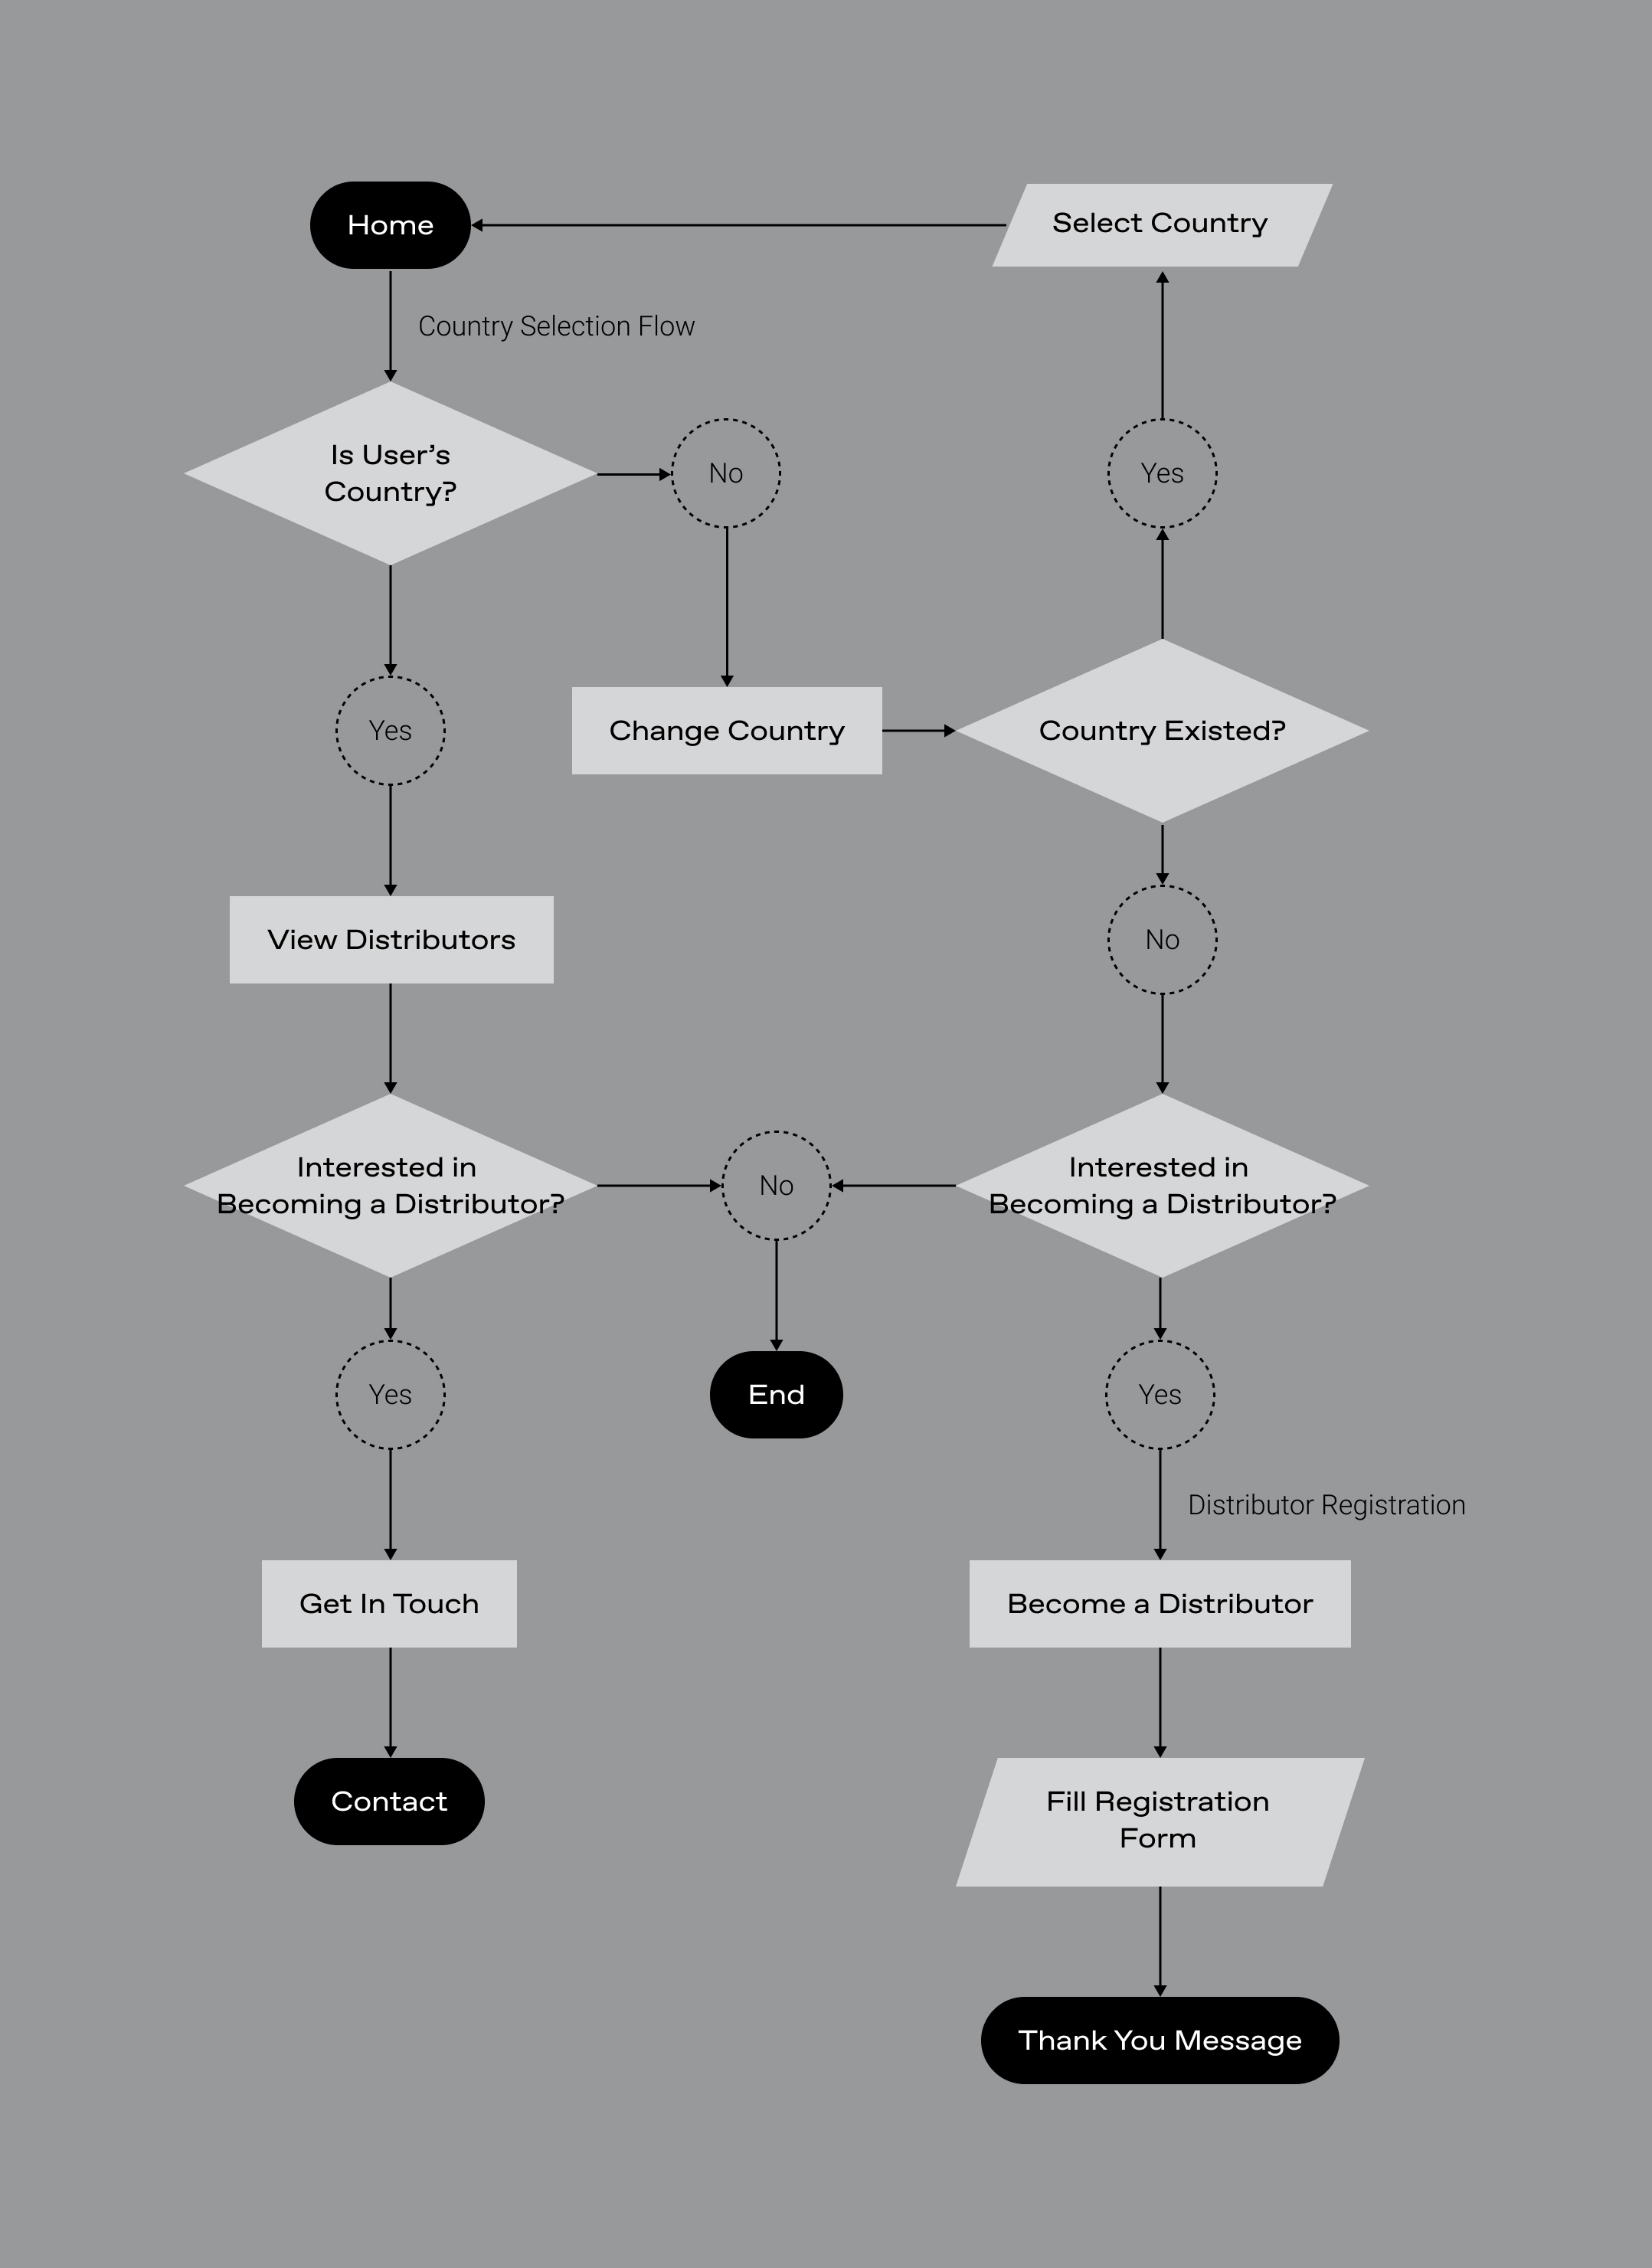 Home
Select Country
Country Selection Flow
Is User’s
Country?
No
Yes
Yes
Change Country
Country Existed?
View Distributors
No
Interested in
Becoming a Distributor?
No
Interested in
Becoming a Distributor?
Yes
End
Yes
Distributor Registration
Get In Touch
Become a Distributor
Contact
Fill Registration
Form
Thank You Message